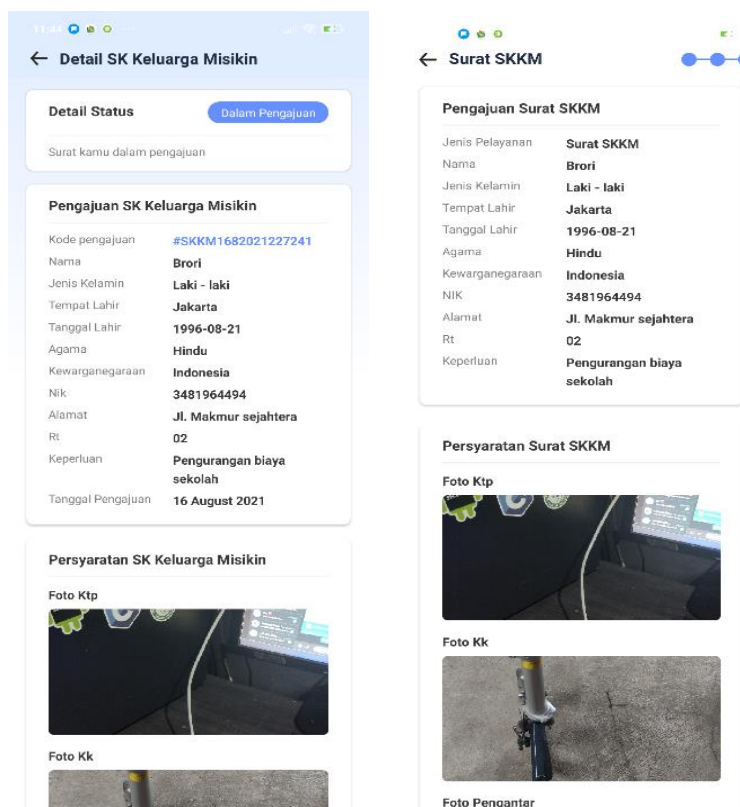 11:44
← Detail SK Keluarga Misikin
Detail Status
Dalam Pengajuan
Surat kamu dalam pengajuan
Pengajuan SK Keluarga Misikin
Kode pengajuan #SKKM1682021227241
Nama Brori
Jenis Kelamin Laki - laki
Tempat Lahir Jakarta
Tanggal Lahir 1996-08-21
Agama Hindu
Kewarganegaraan Indonesia
Nik 3481964494
Alamat Jl. Makmur sejahtera
Rt 02
Keperluan Pengurangan biaya
sekolah
Tanggal Pengajuan 16 August 2021
Persyaratan SK Keluarga Misikin
Foto Ktp
Foto Kk
← Surat SKKM
Pengajuan Surat SKKM
Jenis Pelayanan Surat SKKM
Nama Brori
Jenis Kelamin Laki - laki
Tempat Lahir Jakarta
Tanggal Lahir 1996-08-21
Agama Hindu
Kewarganegaraan Indonesia
NIK 3481964494
Alamat Jl. Makmur sejahtera
Rt 02
Keperluan Pengurangan biaya
sekolah
Persyaratan Surat SKKM
Foto Ktp
Foto Kk
Foto Pengantar